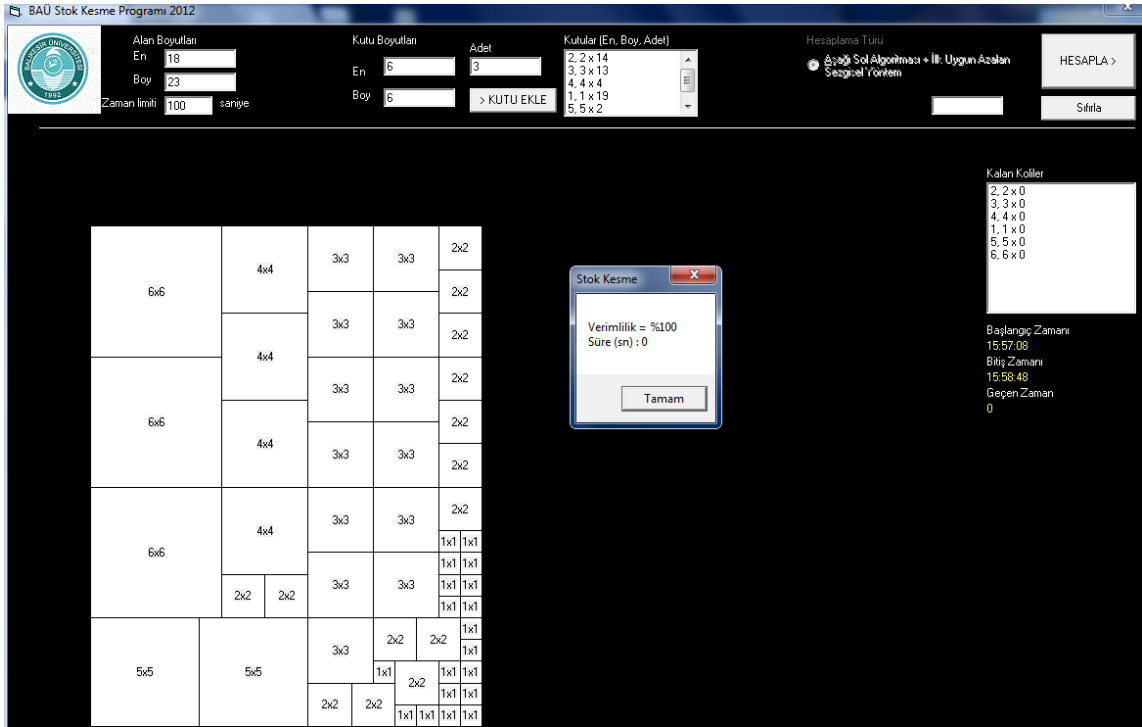 BAÜ Stok Kesme Programı 2012
BALIKESİR ÜNİVERSİTESİ
1992
Alan Boyutları
En 18
Boy 23
Zaman limiti 100 saniye
Kutu Boyutları
En 6
Boy 6
Adet
3
> KUTU EKLE
Kutular (En, Boy, Adet)
2, 2 x 14
3, 3 x 13
4, 4 x 4
1, 1 x 19
5, 5 x 2
Hesaplama Türü
Aşağı Sol Algoritması + İlk Uygun Azalan
Sezgisel Yöntem
HESAPLA >
Sıfırla
Kalan Koliler
2, 2 x 0
3, 3 x 0
4, 4 x 0
1, 1 x 0
5, 5 x 0
6, 6 x 0
Başlangıç Zamanı
15:57:08
Bitiş Zamanı
15:58:48
Geçen Zaman
0
Stok Kesme
Verimlilik = %100
Süre (sn) : 0
Tamam
2x2
3x3 3x3
4x4
6x6 2x2
3x3 3x3
2x2
4x4
2x2
3x3 3x3
6x6 2x2
4x4
3x3 3x3
2x2
2x2
3x3 3x3
4x4
1x1 1x1
6x6
1x1 1x1
3x3 3x3 1x1 1x1
2x2 2x2
1x1 1x1
1x1
2x2 2x2
3x3 1x1
5x5 5x5 1x1 1x1 1x1
2x2
1x1 1x1
2x2 2x2
1x1 1x1 1x1 1x1